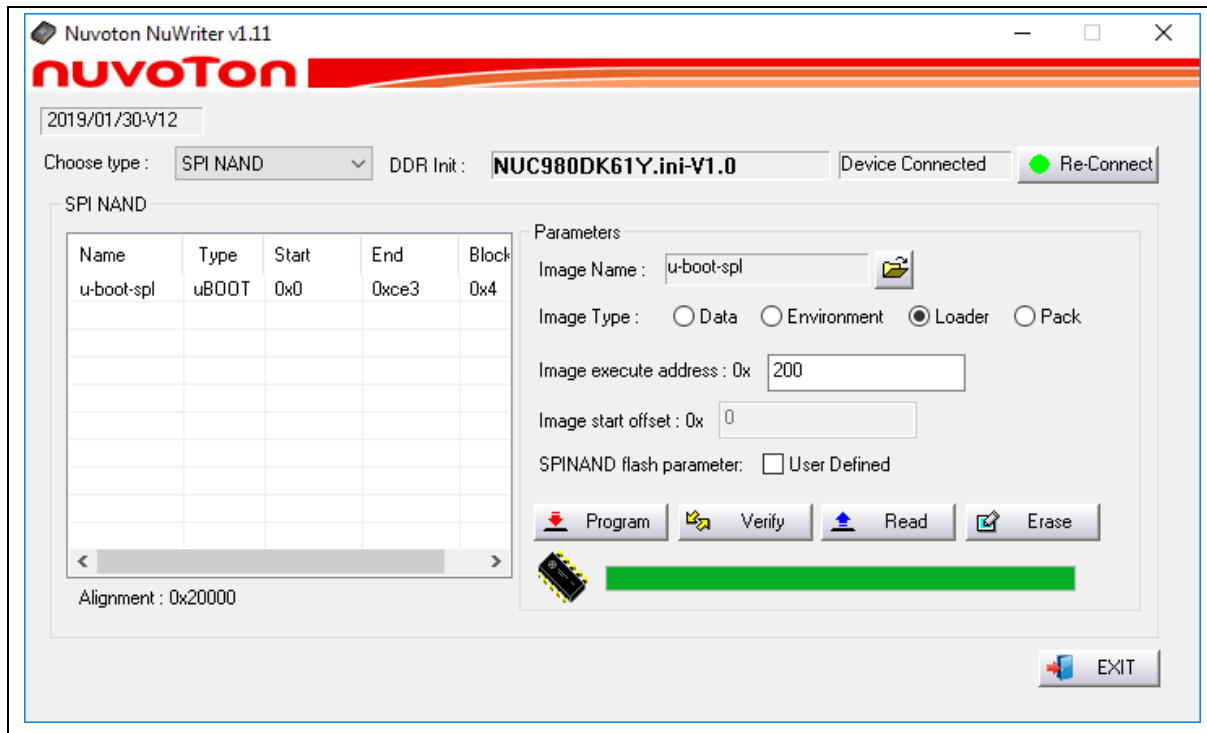 Nuvoton NuWriter v1.11
nuvoTon
2019/01/30-V12
Choose type : SPI NAND DDR Init : NUC980DK61Y.ini-V1.0 Device Connected Re-Connect
SPI NAND
Name Type Start End Block
u-boot-spl uBOOT 0x0 0xce3 0x4
Alignment : 0x20000
Parameters
Image Name : u-boot-spl
Image Type : Data Environment Loader Pack
Image execute address : 0x 200
Image start offset : 0x 0
SPINAND flash parameter: User Defined
Program Verify Read Erase
EXIT